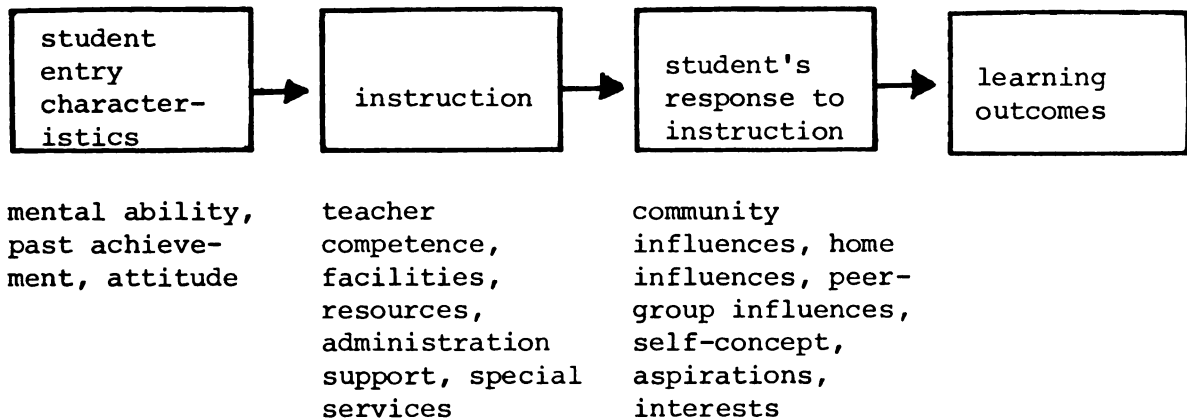 student
entry
character-
istics
instruction
student's
response to
instruction
learning
outcomes
mental ability,
past achieve-
ment, attitude
teacher
competence,
facilities,
resources,
administration
support, special
services
community
influences, home
influences, peer-
group influences,
self-concept,
aspirations,
interests